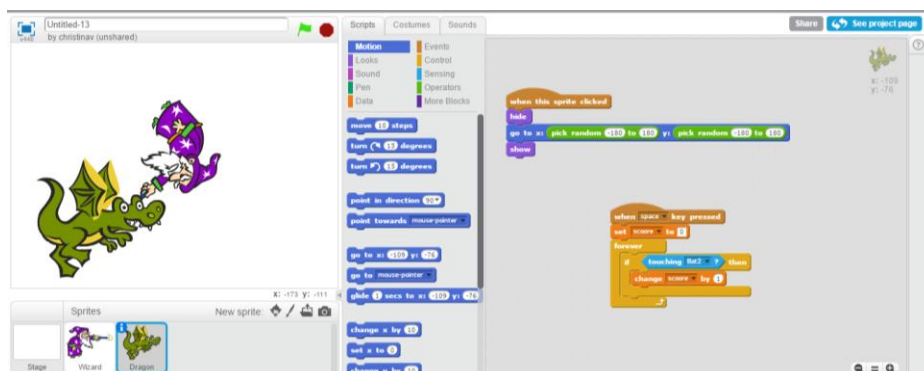 Untitled-13
by christinav (unshared)
Scripts
Costumes
Sounds
Share
See project page
Motion
Looks
Sound
Pen
Data
Events
Control
Sensing
Operators
More Blocks
move 10 steps
turn 15 degrees
turn 15 degrees
point in direction 90
point towards mouse-pointer
go to x: -109 y: -76
go to mouse-pointer
glide 1 secs to x: -109 y: -76
change x by 10
set x to 0
change y by 10
x: -109
y: -76
when this sprite clicked
hide
go to x: pick random -180 to 180 y: pick random -180 to 180
show
when space key pressed
set score to 0
forever
if touching Bat2 ? then
change score by 1
x: -173 y: -111
Sprites
New sprite:
Stage
Wizard
Dragon